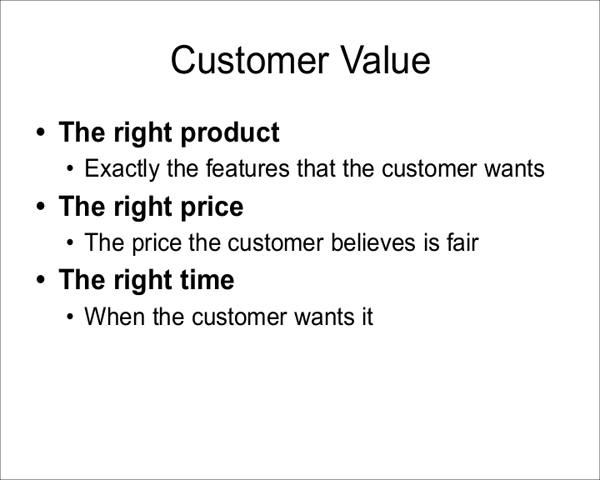 Customer Value
• The right product
• Exactly the features that the customer wants
• The right price
• The price the customer believes is fair
• The right time
• When the customer wants it